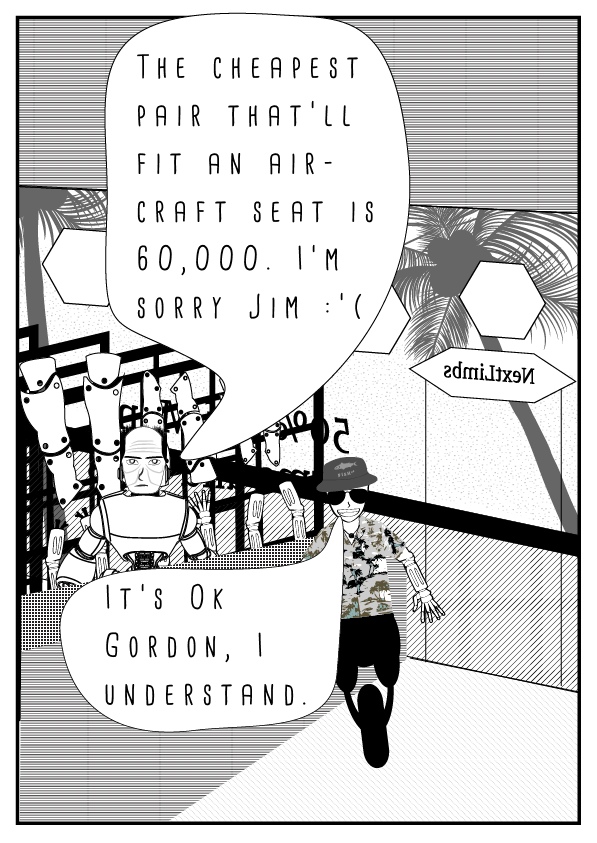 The cheapest
pair that'll
fit an air-
craft seat is
60,000. I'm
sorry Jim :'(
NextLimbs
50%
It's Ok
Gordon, I
understand.